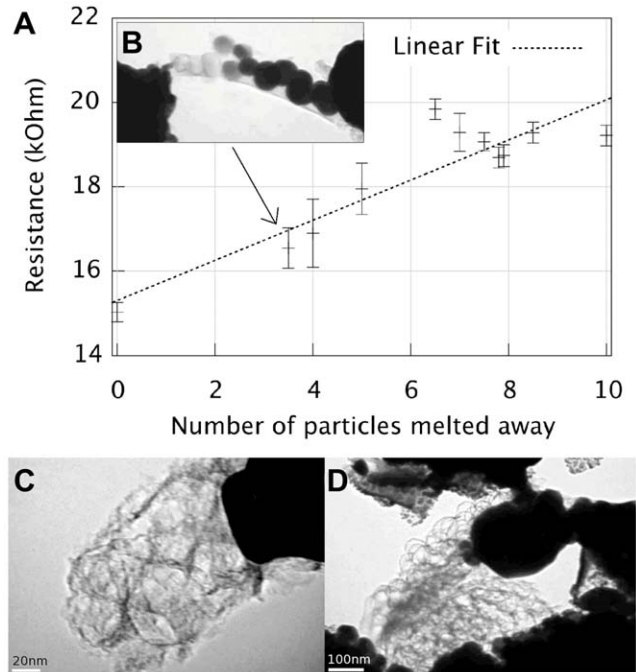 A
B
Linear Fit
22
20
18
16
14
Resistance (kOhm)
0 2 4 6 8 10
Number of particles melted away
C
20nm
D
100nm